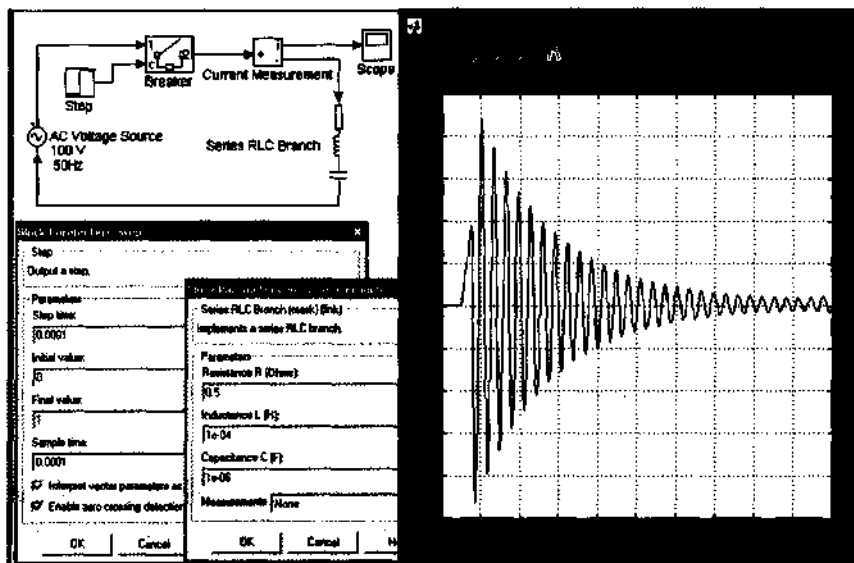 Breaker
Current Measurement
Scope
Step
AC Voltage Source
100 V
50Hz
Series RLC Branch
Step
Output a step.
Parameters
Step time:
Initial value:
0
Final value:
1
Sample time:
0.0001
Interpret vector parameters as
Enable zero crossing detection
OK
Cancel
Series RLC Branch (mask) (link)
Implements a series RLC branch.
Parameters
Resistance R (Ohms):
0.5
Inductance L (H):
1e-04
Capacitance C (F):
1e-06
Measurements
None
OK
Cancel